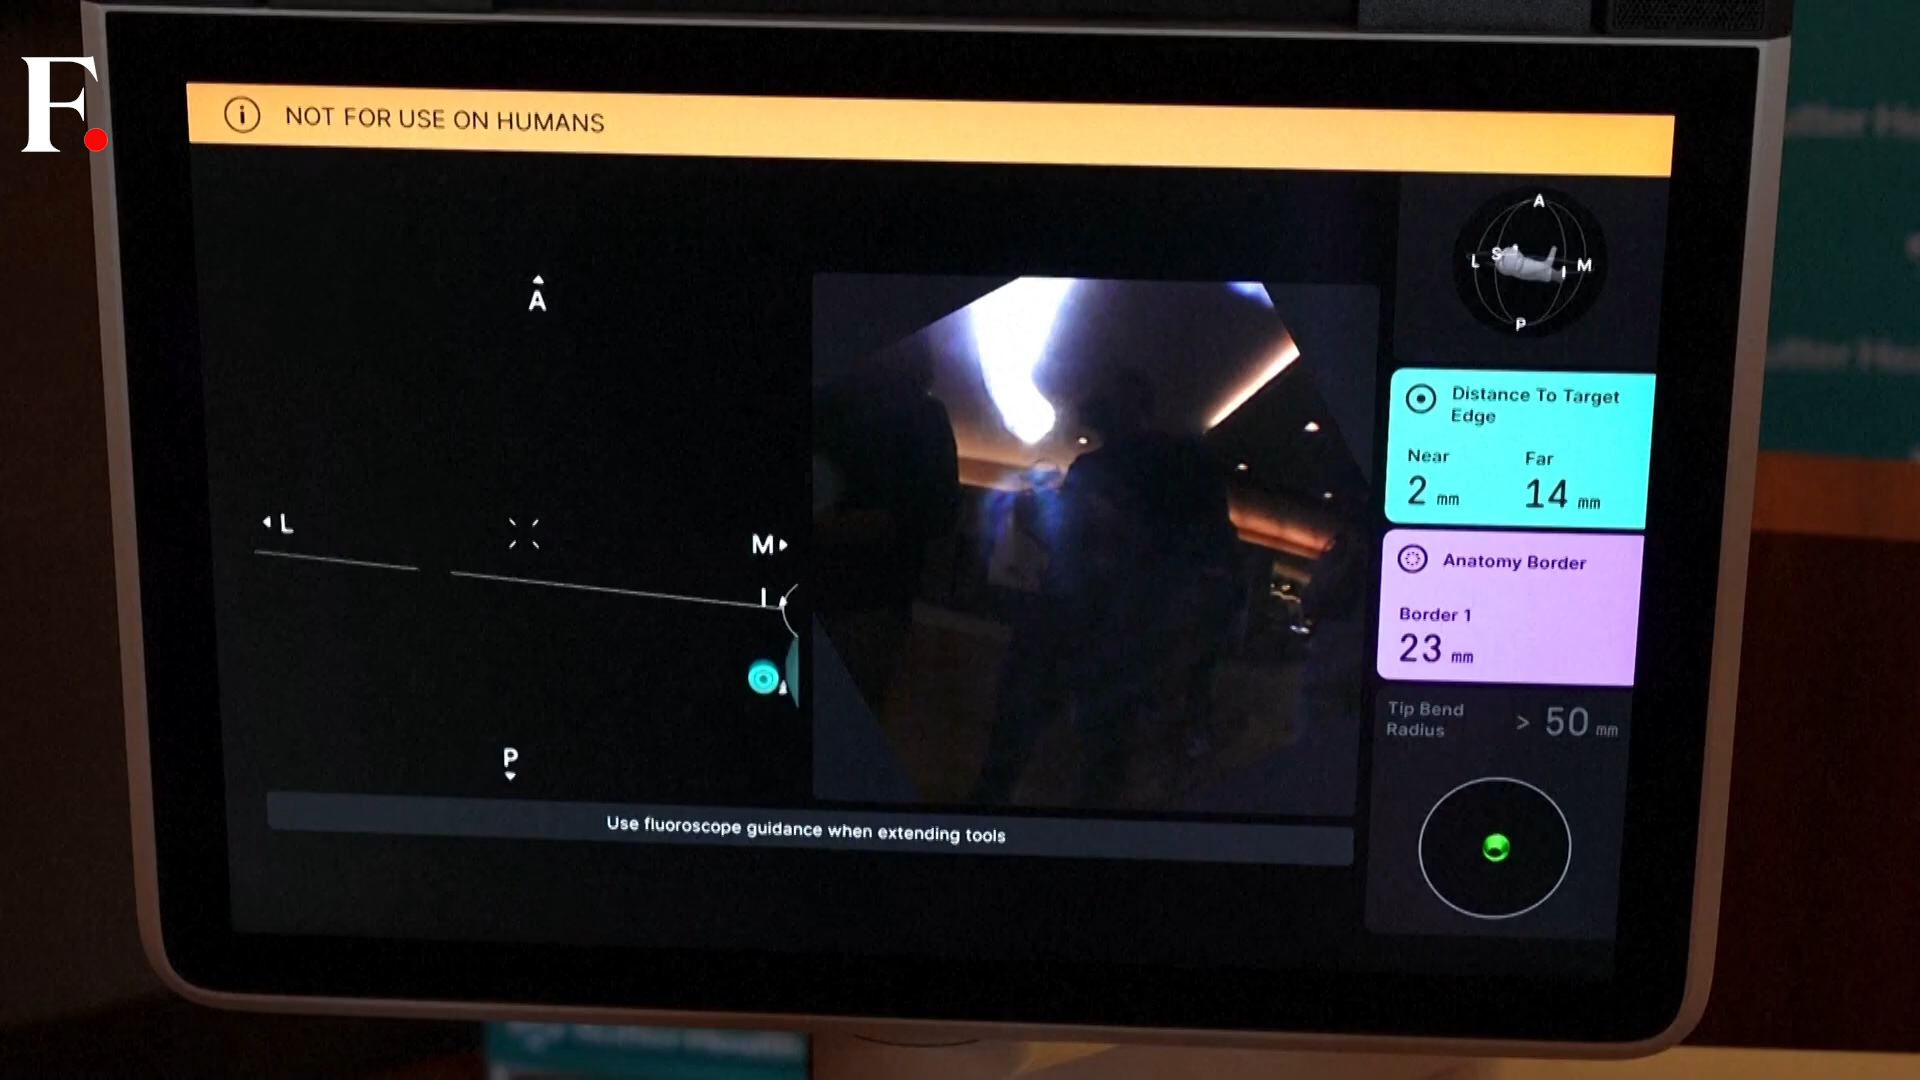 F.
NOT FOR USE ON HUMANS
A
A
L S I M
P
Distance To Target
Edge
Near Far
2 mm 14 mm
L
M
I
Anatomy Border
Border 1
23 mm
Tip Bend
Radius > 50 mm
P
Use fluoroscope guidance when extending tools